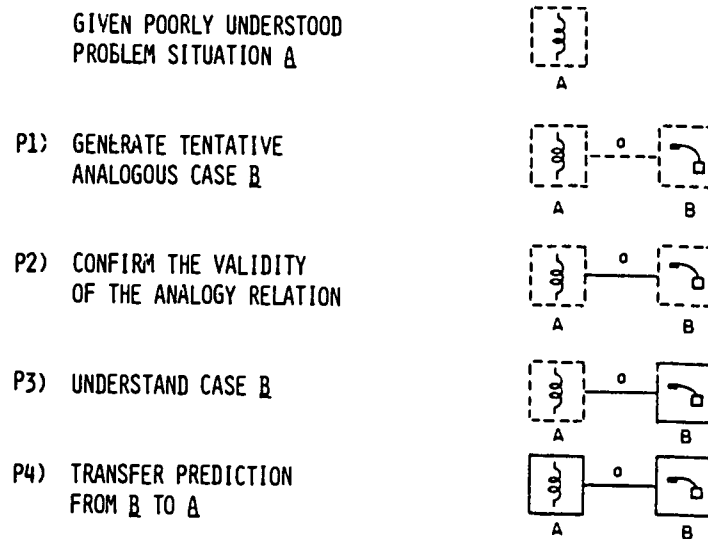 GIVEN POORLY UNDERSTOOD
PROBLEM SITUATION A
A
P1) GENERATE TENTATIVE
ANALOGOUS CASE B
a
A
B
P2) CONFIRM THE VALIDITY
OF THE ANALOGY RELATION
a
A
B
P3) UNDERSTAND CASE B
a
A
B
P4) TRANSFER PREDICTION
FROM B TO A
a
A
B